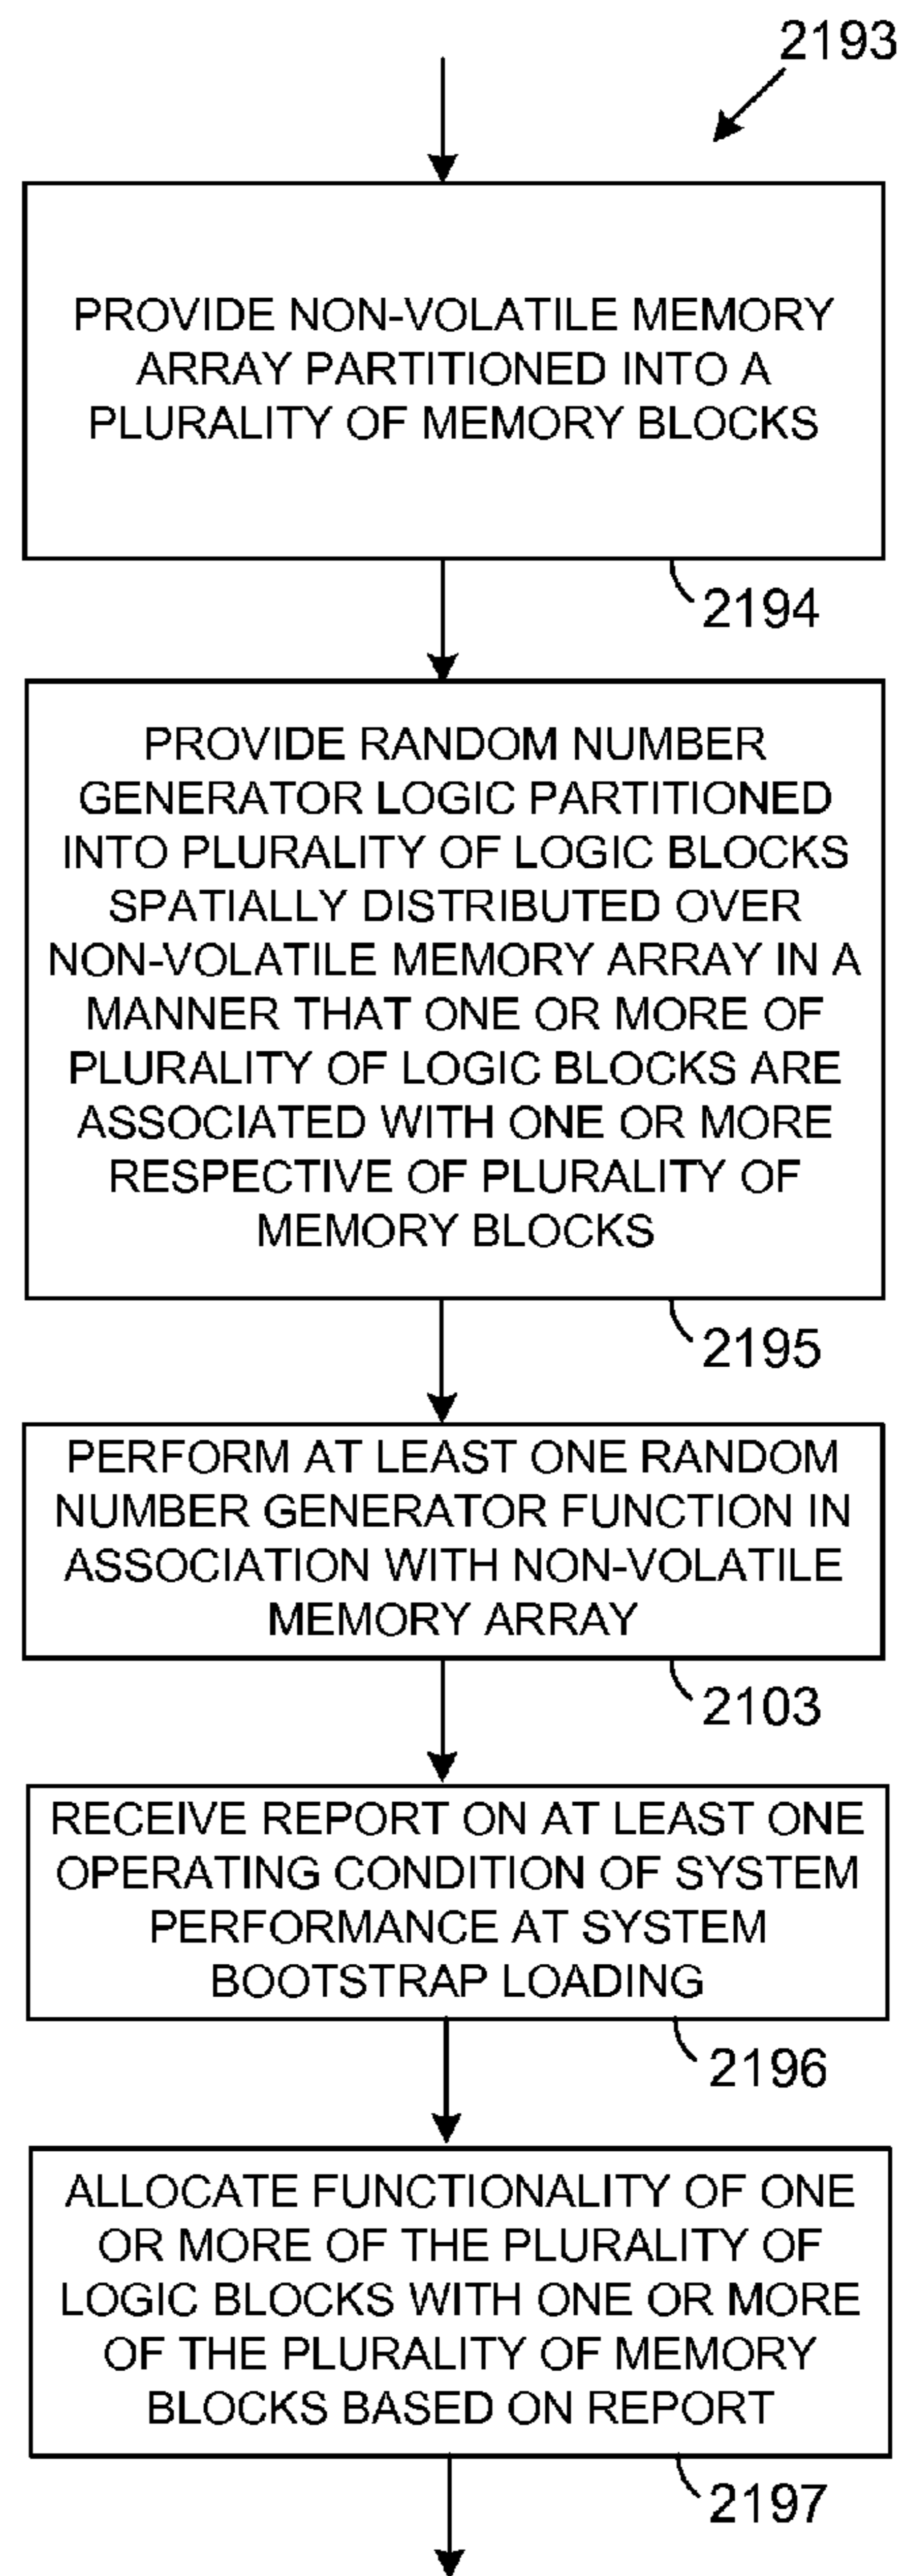 2193
PROVIDE NON-VOLATILE MEMORY
ARRAY PARTITIONED INTO A
PLURALITY OF MEMORY BLOCKS
2194
PROVIDE RANDOM NUMBER
GENERATOR LOGIC PARTITIONED
INTO PLURALITY OF LOGIC BLOCKS
SPATIALLY DISTRIBUTED OVER
NON-VOLATILE MEMORY ARRAY IN A
MANNER THAT ONE OR MORE OF
PLURALITY OF LOGIC BLOCKS ARE
ASSOCIATED WITH ONE OR MORE
RESPECTIVE OF PLURALITY OF
MEMORY BLOCKS
2195
PERFORM AT LEAST ONE RANDOM
NUMBER GENERATOR FUNCTION IN
ASSOCIATION WITH NON-VOLATILE
MEMORY ARRAY
2103
RECEIVE REPORT ON AT LEAST ONE
OPERATING CONDITION OF SYSTEM
PERFORMANCE AT SYSTEM
BOOTSTRAP LOADING
2196
ALLOCATE FUNCTIONALITY OF ONE
OR MORE OF THE PLURALITY OF
LOGIC BLOCKS WITH ONE OR MORE
OF THE PLURALITY OF MEMORY
BLOCKS BASED ON REPORT
2197